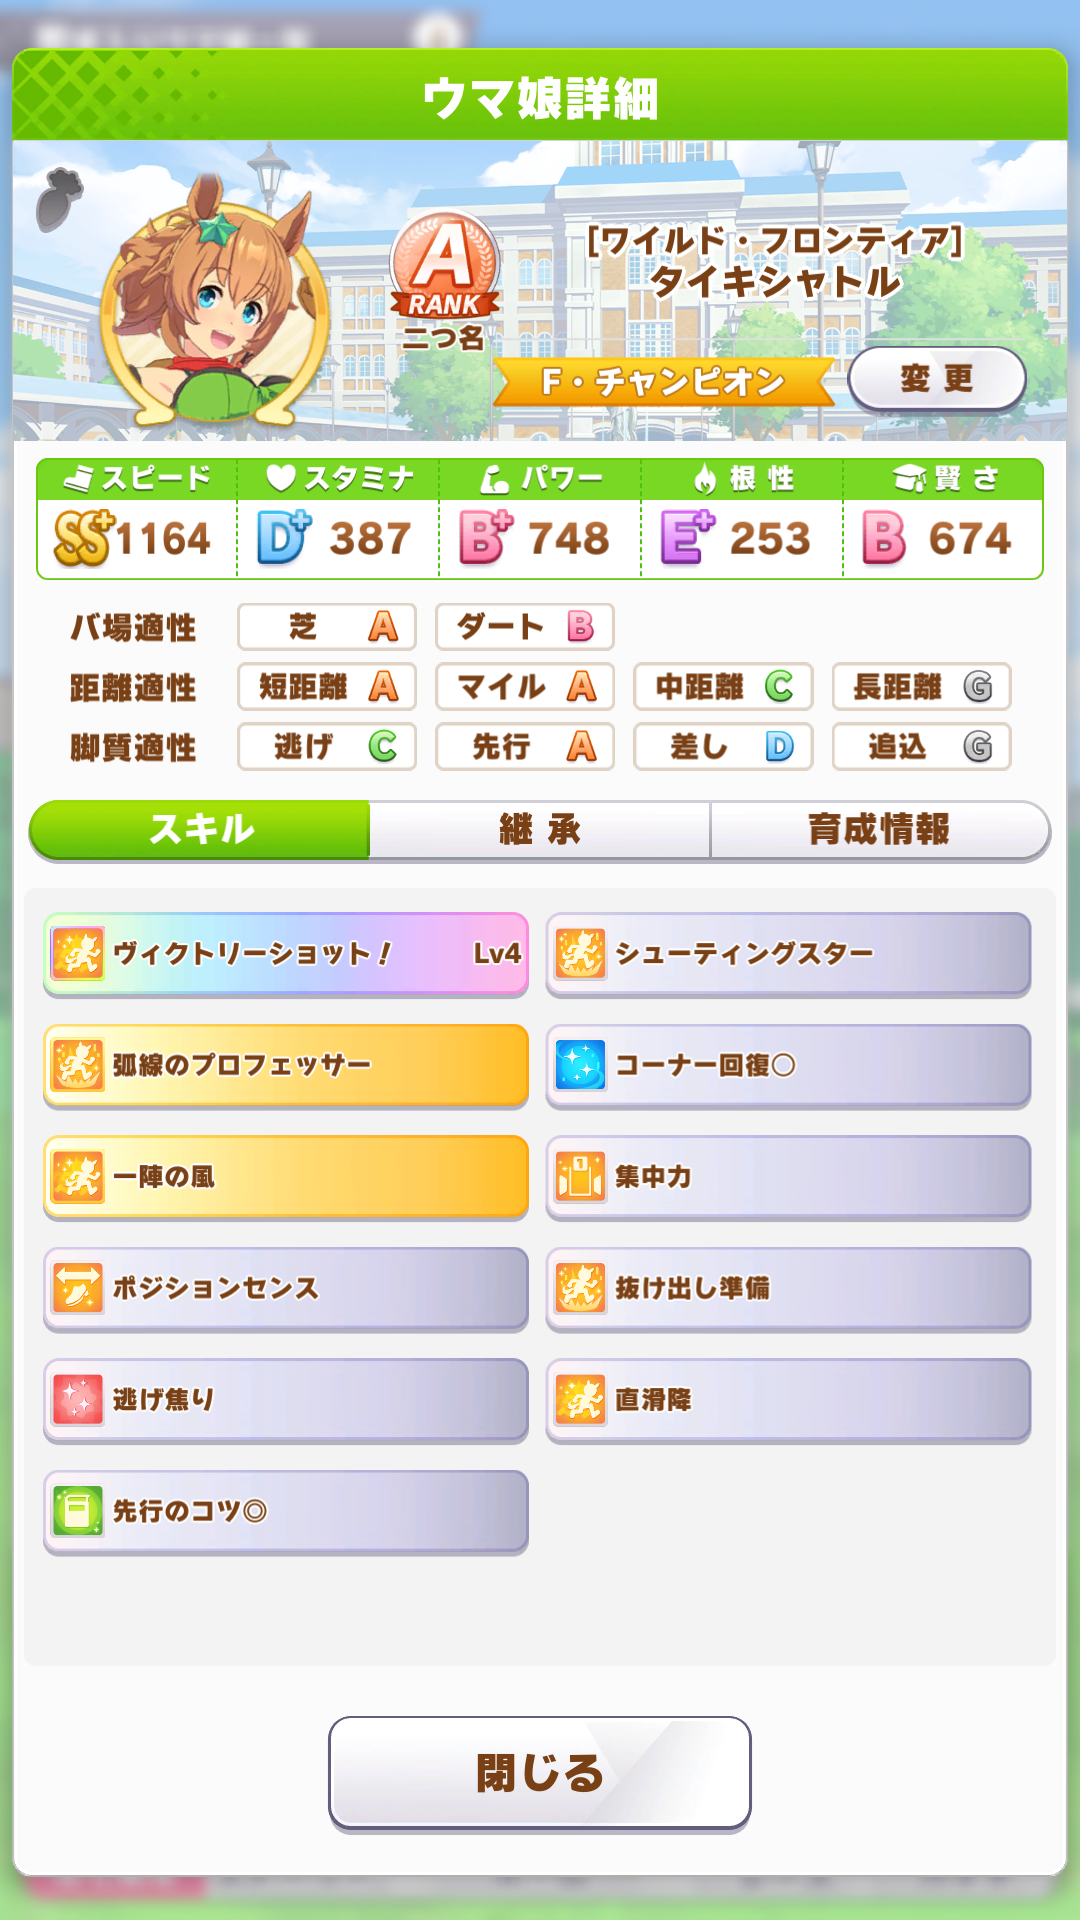 ウマ娘詳細
[ワイルド・フロンティア]
タイキシャトル
A
RANK
二つ名
F・チャンピオン
変更
スピード スタミナ パワー 根性 賢さ
SS+ 1164 D+ 387 B+ 748 E+ 253 B 674
バ場適性 芝 A ダート B
距離適性 短距離 A マイル A 中距離 C 長距離 G
脚質適性 逃げ C 先行 A 差し D 追込 G
スキル 継承 育成情報
ヴィクトリーショット! Lv4 シューティングスター
弧線のプロフェッサー コーナー回復○
一陣の風 集中力
ポジションセンス 抜け出し準備
逃げ焦り 直滑降
先行のコツ◎
閉じる